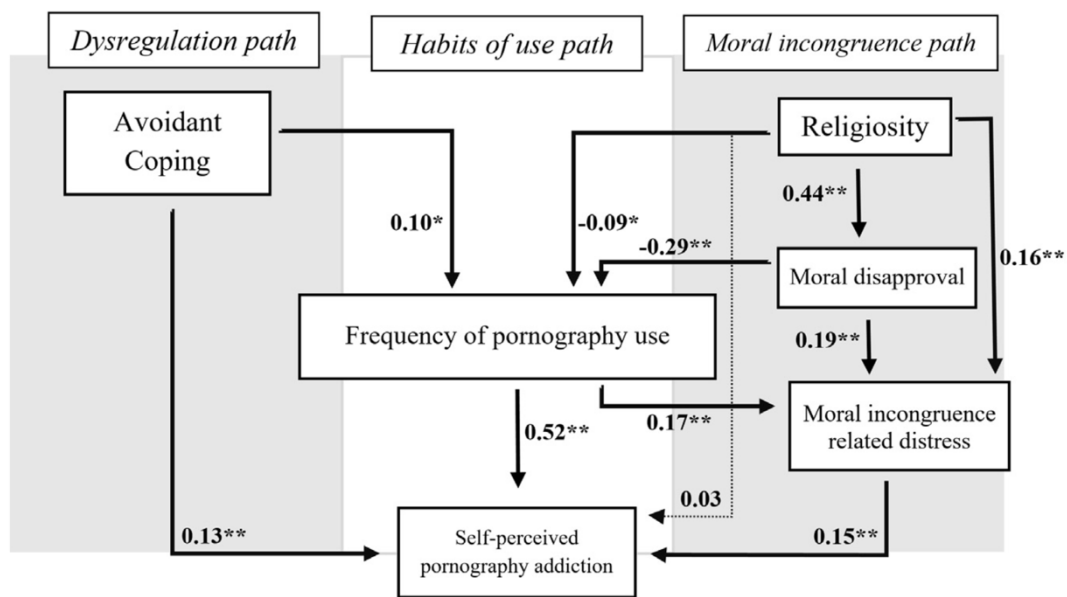 Dysregulation path
Habits of use path
Moral incongruence path
Avoidant
Coping
Religiosity
0.44**
0.10*
-0.09*
-0.29**
0.16**
Moral disapproval
Frequency of pornography use
0.19**
Moral incongruence
related distress
0.17**
0.52**
0.03
0.13**
Self-perceived
pornography addiction
0.15**